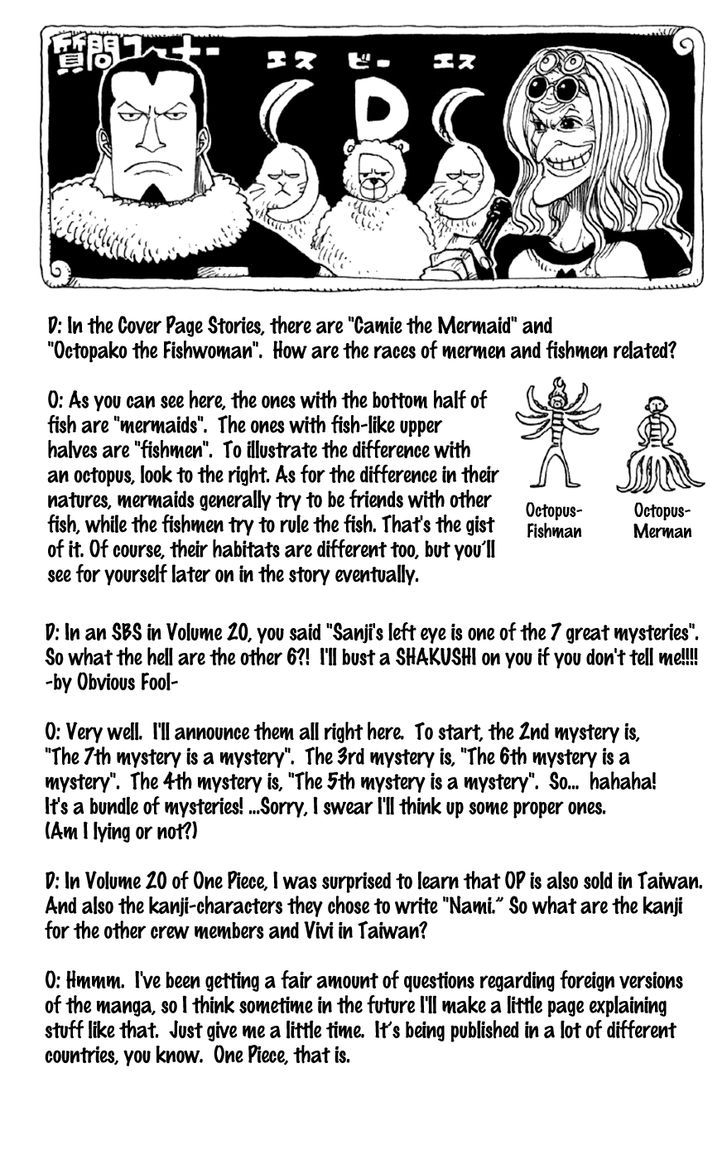 質問コーナー
エス ビー エス
D
D: In the Cover Page Stories, there are "Camie the Mermaid" and
"Octopako the Fishwoman". How are the races of mermen and fishmen related?
O: As you can see here, the ones with the bottom half of
fish are "mermaids". The ones with fish-like upper
halves are "fishmen". To illustrate the difference with
an octopus, look to the right. As for the difference in their
natures, mermaids generally try to be friends with other
fish, while the fishmen try to rule the fish. That's the gist
of it. Of course, their habitats are different too, but you'll
see for yourself later on in the story eventually.
Octopus-
Fishman
Octopus-
Merman
D: In an SBS in Volume 20, you said "Sanji's left eye is one of the 7 great mysteries".
So what the hell are the other 6?! I'll bust a SHAKUSHI on you if you don't tell me!!!!
-by Obvious Fool-
O: Very well. I'll announce them all right here. To start, the 2nd mystery is,
"The 7th mystery is a mystery". The 3rd mystery is, "The 6th mystery is a
mystery". The 4th mystery is, "The 5th mystery is a mystery". So... hahaha!
It's a bundle of mysteries! ...Sorry, I swear I'll think up some proper ones.
(Am I lying or not?)
D: In Volume 20 of One Piece, I was surprised to learn that OP is also sold in Taiwan.
And also the kanji-characters they chose to write "Nami." So what are the kanji
for the other crew members and Vivi in Taiwan?
O: Hmmm. I've been getting a fair amount of questions regarding foreign versions
of the manga, so I think sometime in the future I'll make a little page explaining
stuff like that. Just give me a little time. It's being published in a lot of different
countries, you know. One Piece, that is.